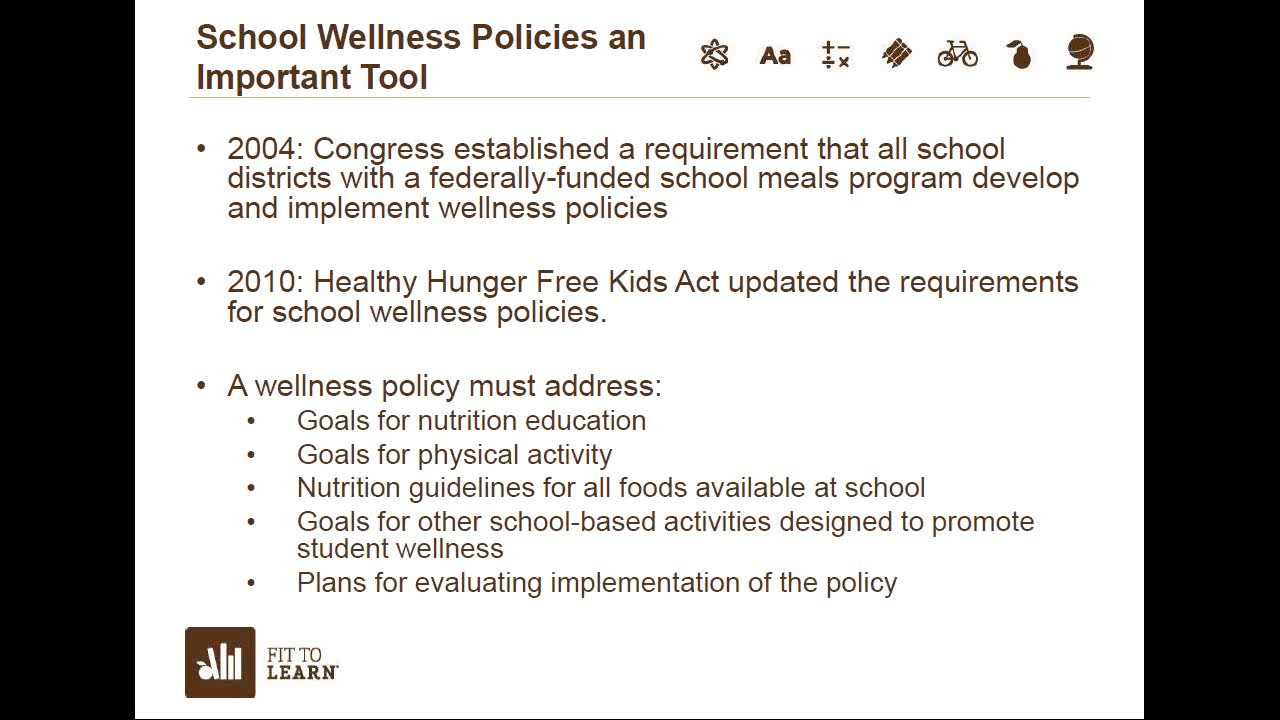 School Wellness Policies an
Important Tool
Aa
• 2004: Congress established a requirement that all school
districts with a federally-funded school meals program develop
and implement wellness policies
• 2010: Healthy Hunger Free Kids Act updated the requirements
for school wellness policies.
• A wellness policy must address:
• Goals for nutrition education
• Goals for physical activity
• Nutrition guidelines for all foods available at school
• Goals for other school-based activities designed to promote
student wellness
• Plans for evaluating implementation of the policy
FIT TO
LEARN